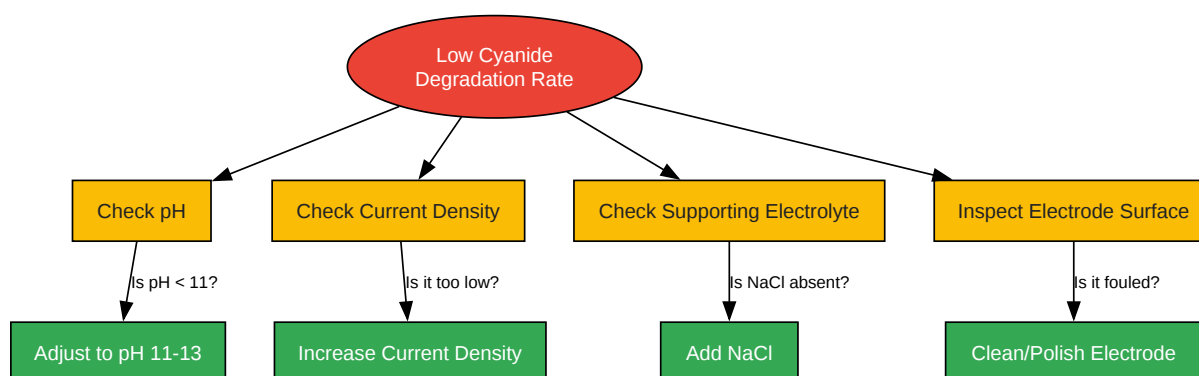 Low Cyanide
Degradation Rate
Check pH
Check Current Density
Check Supporting Electrolyte
Inspect Electrode Surface
Is pH < 11?
Is it too low?
Is NaCl absent?
Is it fouled?
Adjust to pH 11-13
Increase Current Density
Add NaCl
Clean/Polish Electrode